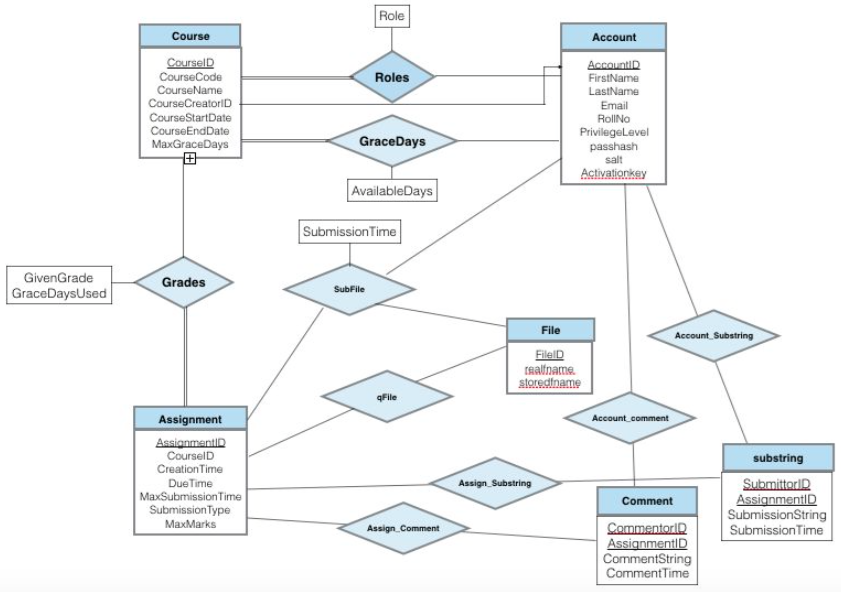 Role
Course
CourseID
CourseCode
CourseName
CourseCreatorID
CourseStartDate
CourseEndDate
MaxGraceDays
Roles
Account
AccountID
FirstName
LastName
Email
RollNo
PrivilegeLevel
passhash
salt
Activationkey
GraceDays
AvailableDays
SubmissionTime
GivenGrade
GraceDaysUsed
Grades
SubFile
File
FileID
realfname
storedfname
Account_Substring
qFile
Account_comment
Assignment
AssignmentID
CourseID
CreationTime
DueTime
MaxSubmissionTime
SubmissionType
MaxMarks
Assign_Substring
Assign_Comment
substring
SubmittorID
AssignmentID
SubmissionString
SubmissionTime
Comment
CommentorID
AssignmentID
CommentString
CommentTime